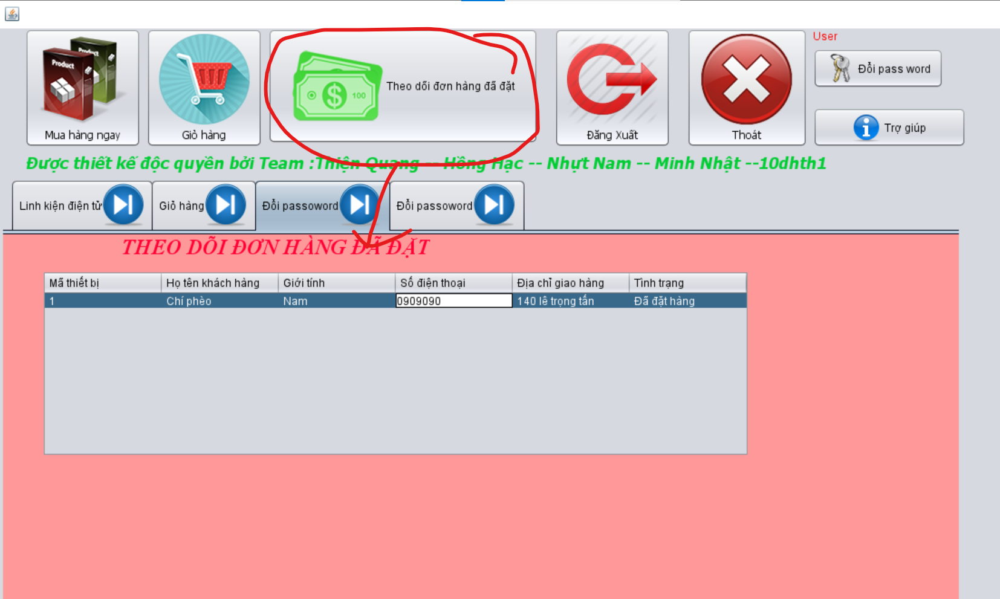 User
Product
Product
100
Theo dõi đơn hàng đã đặt
Đổi pass word
Mua hàng ngay
Giỏ hàng
Đăng Xuất
Thoát
Trợ giúp
Được thiết kế độc quyền bởi Team :Thiện Quang -- Hồng Hạc -- Nhựt Nam -- Minh Nhật --10dhth1
Linh kiện điện tử
Giỏ hàng
Đổi passoword
Đổi passoword
THEO DÕI ĐƠN HÀNG ĐÃ ĐẶT
Mã thiết bị Họ tên khách hàng Giới tính Số điện thoại Địa chỉ giao hàng Tình trạng
1 Chí phèo Nam 0909090 140 lê trọng tấn Đã đặt hàng